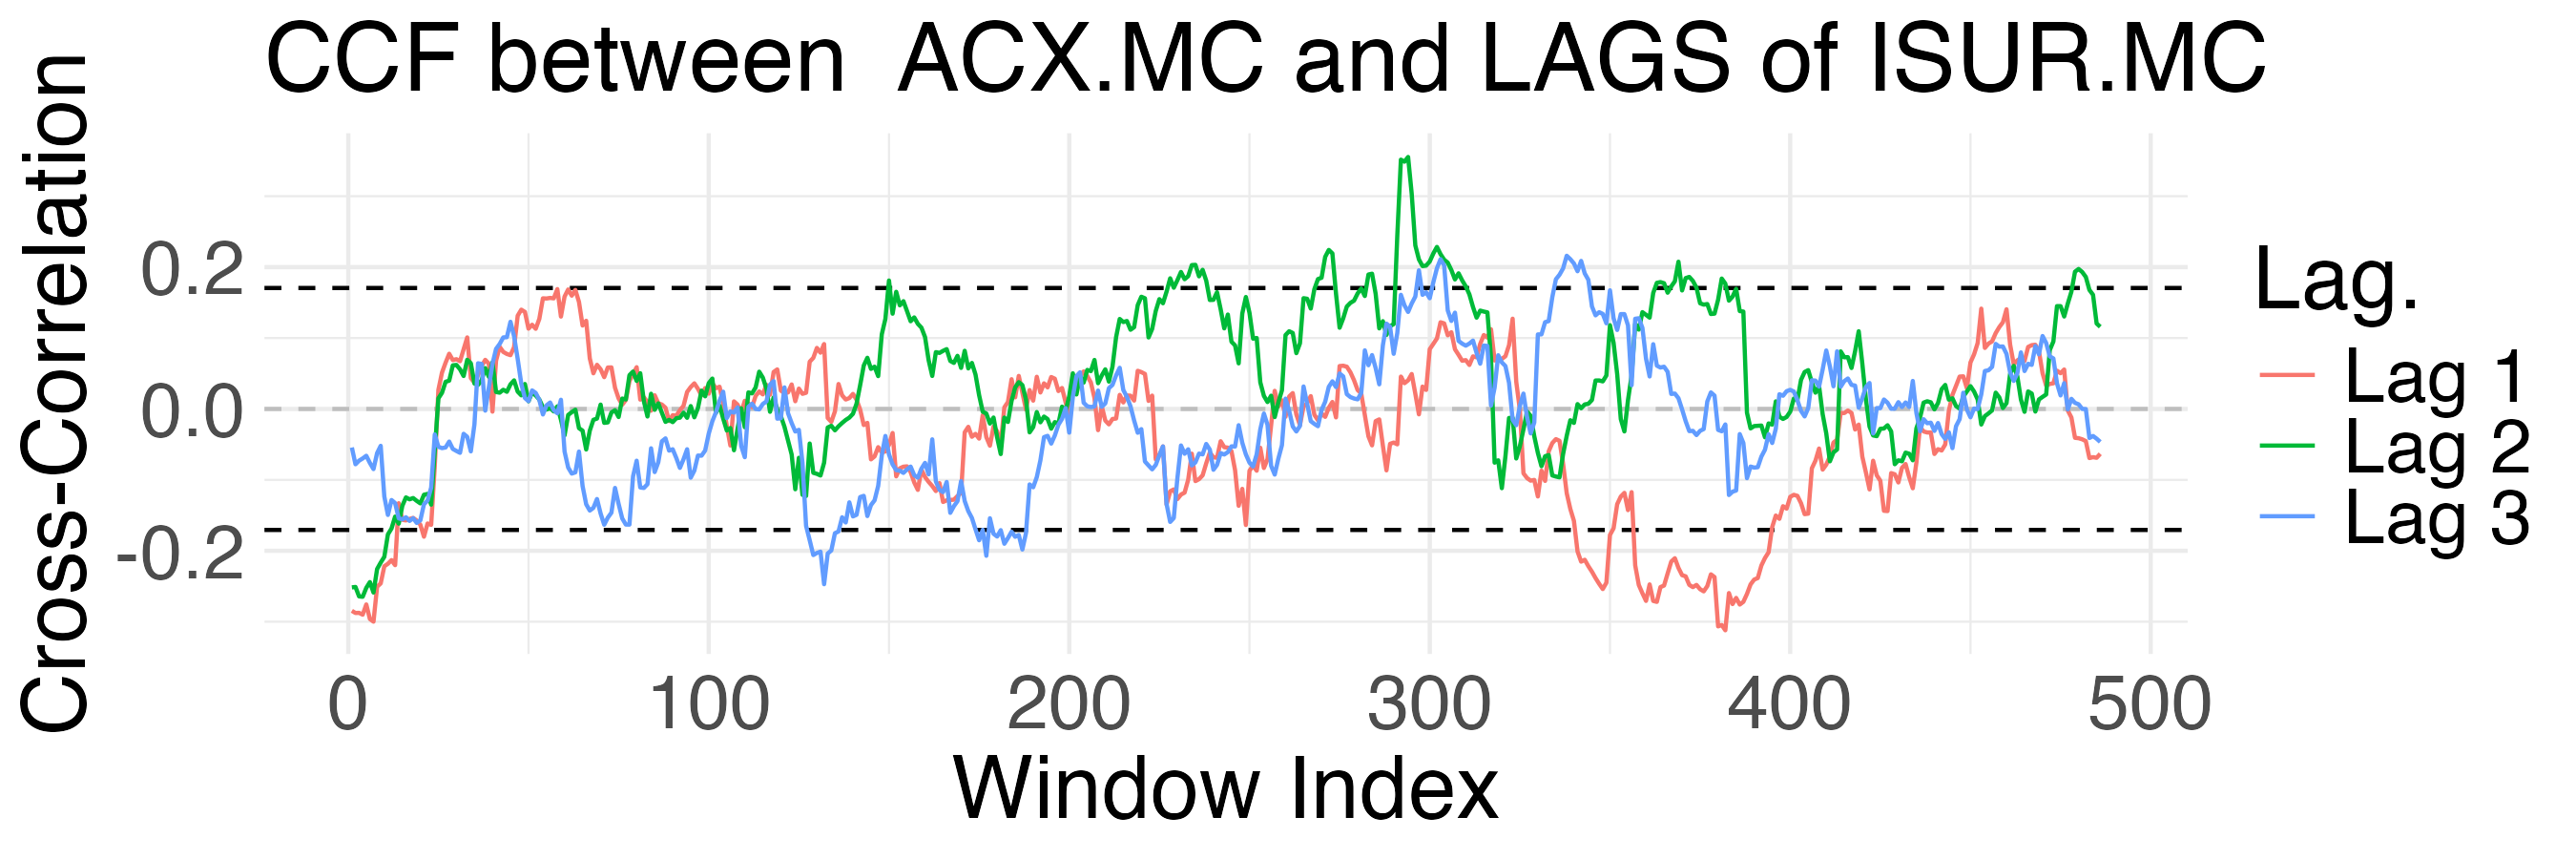 CCF between  ACX.MC and LAGS of ISUR.MC
Cross-Correlation
0.2
0.0
-0.2
0 100 200 300 400 500
Window Index
Lag.
Lag 1
Lag 2
Lag 3